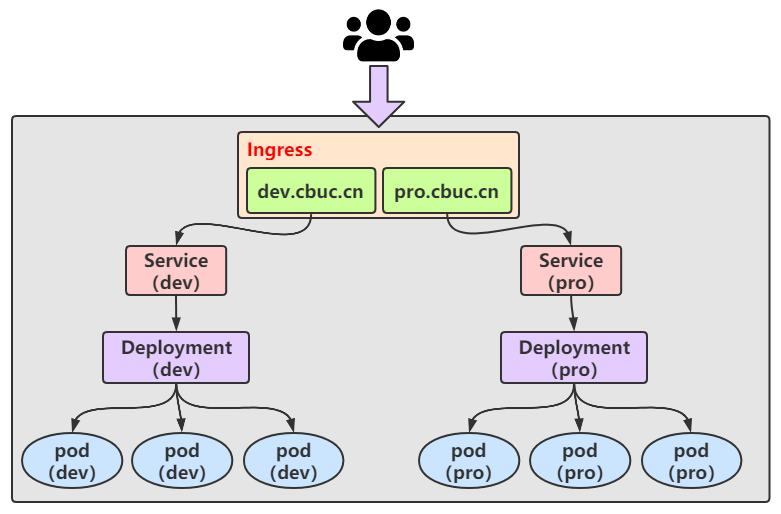 Ingress
dev.cbuc.cn
pro.cbuc.cn
Service
（dev）
Service
（pro）
Deployment
（dev）
Deployment
（pro）
pod
（dev）
pod
（dev）
pod
（dev）
pod
（pro）
pod
（pro）
pod
（pro）